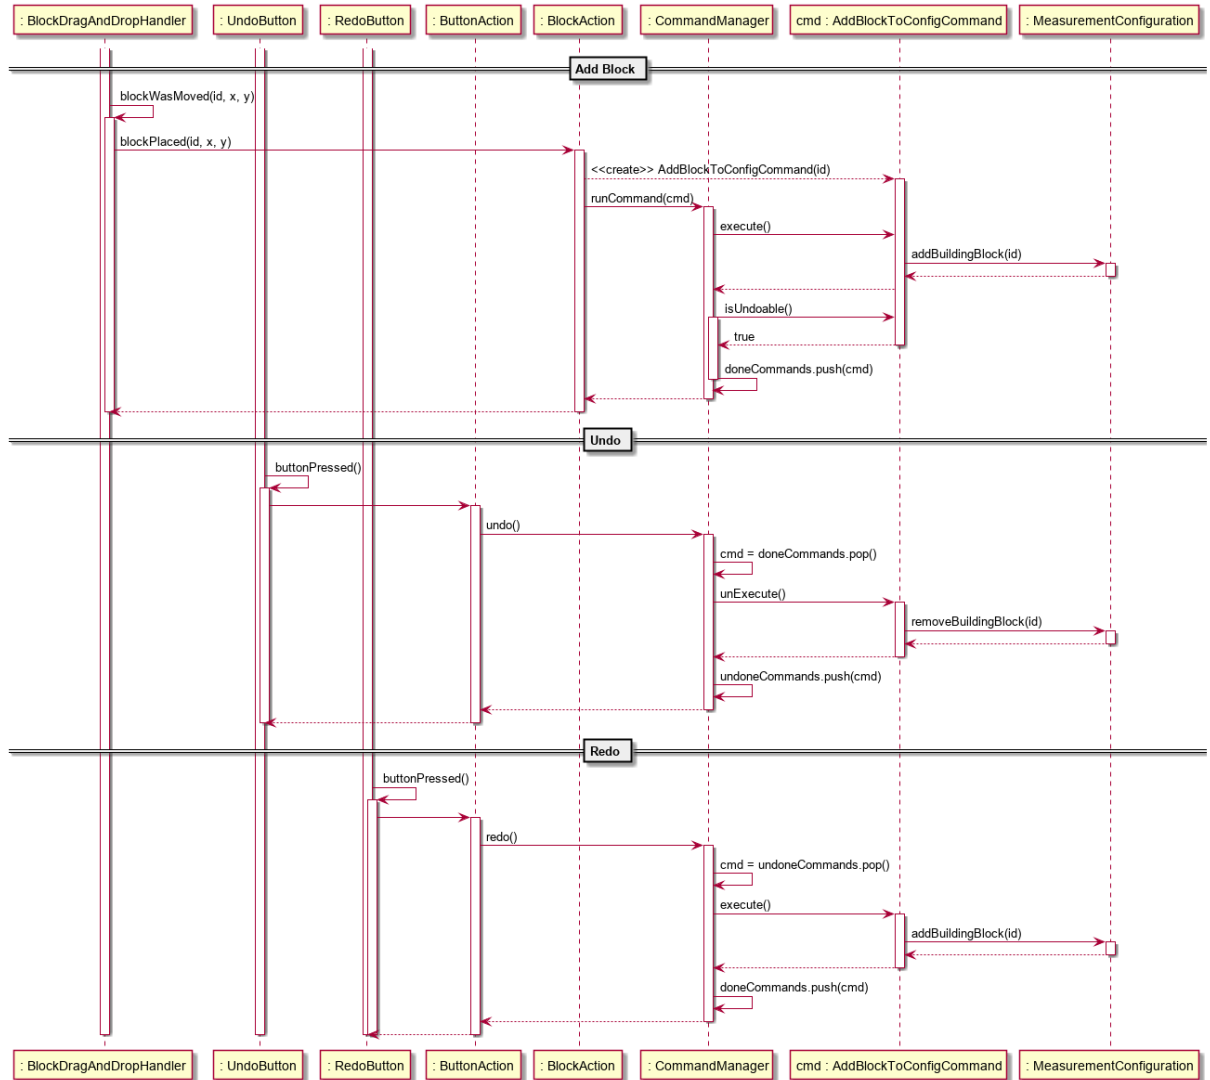 : BlockDragAndDropHandler
: UndoButton
: RedoButton
: ButtonAction
: BlockAction
: CommandManager
cmd : AddBlockToConfigCommand
: MeasurementConfiguration
Add Block
blockWasMoved(id, x, y)
blockPlaced(id, x, y)
<<create>> AddBlockToConfigCommand(id)
runCommand(cmd)
execute()
addBuildingBlock(id)
isUndoable()
true
doneCommands.push(cmd)
Undo
buttonPressed()
undo()
cmd = doneCommands.pop()
unExecute()
removeBuildingBlock(id)
undoneCommands.push(cmd)
Redo
buttonPressed()
redo()
cmd = undoneCommands.pop()
execute()
addBuildingBlock(id)
doneCommands.push(cmd)
: BlockDragAndDropHandler
: UndoButton
: RedoButton
: ButtonAction
: BlockAction
: CommandManager
cmd : AddBlockToConfigCommand
: MeasurementConfiguration